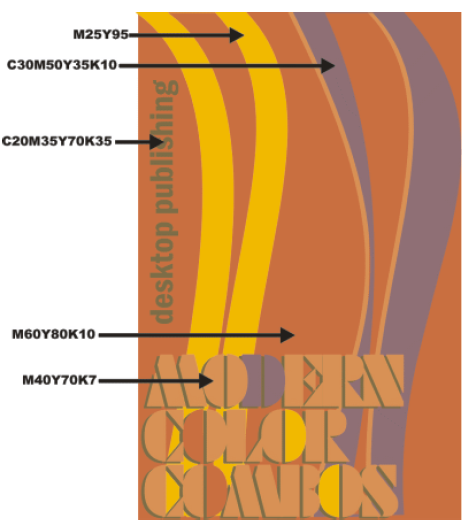 M25Y95
C30M50Y35K10
C20M35Y70K35
desktop publishing
M60Y80K10
M40Y70K7
MODERN
COLOR
COMBOS